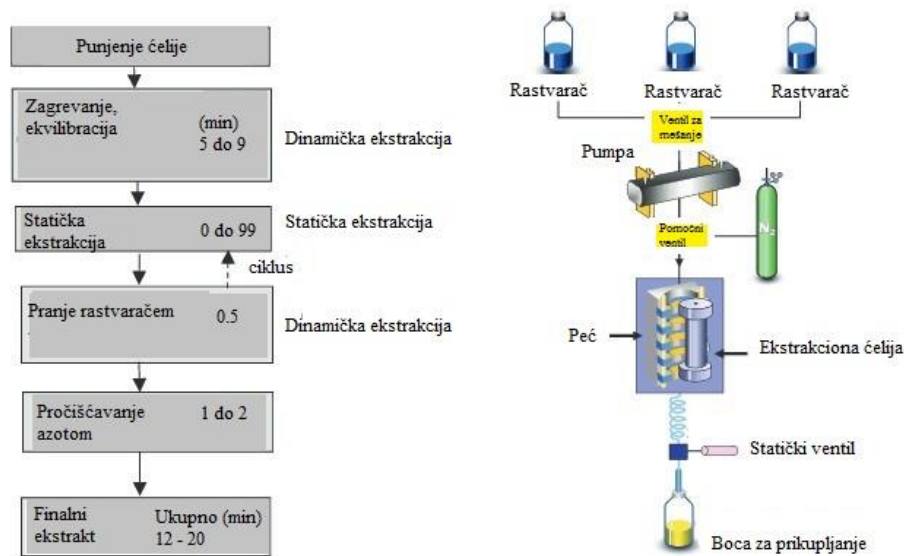 Punjenje ćelije
Zagrevanje,
ekvilibracija
(min)
5 do 9
Dinamička ekstrakcija
Statička
ekstrakcija
0 do 99
Statička ekstrakcija
ciklus
Pranje rastvaračem
0.5
Dinamička ekstrakcija
Pročišćavanje
azotom
1 do 2
Finalni
ekstrakt
Ukupno (min)
12 - 20
Rastvarač
Rastvarač
Rastvarač
Ventil za
mešanje
Pumpa
Pomoćni
ventil
N2
Peć
Ekstrakciona ćelija
Statički ventil
Boca za prikupljanje